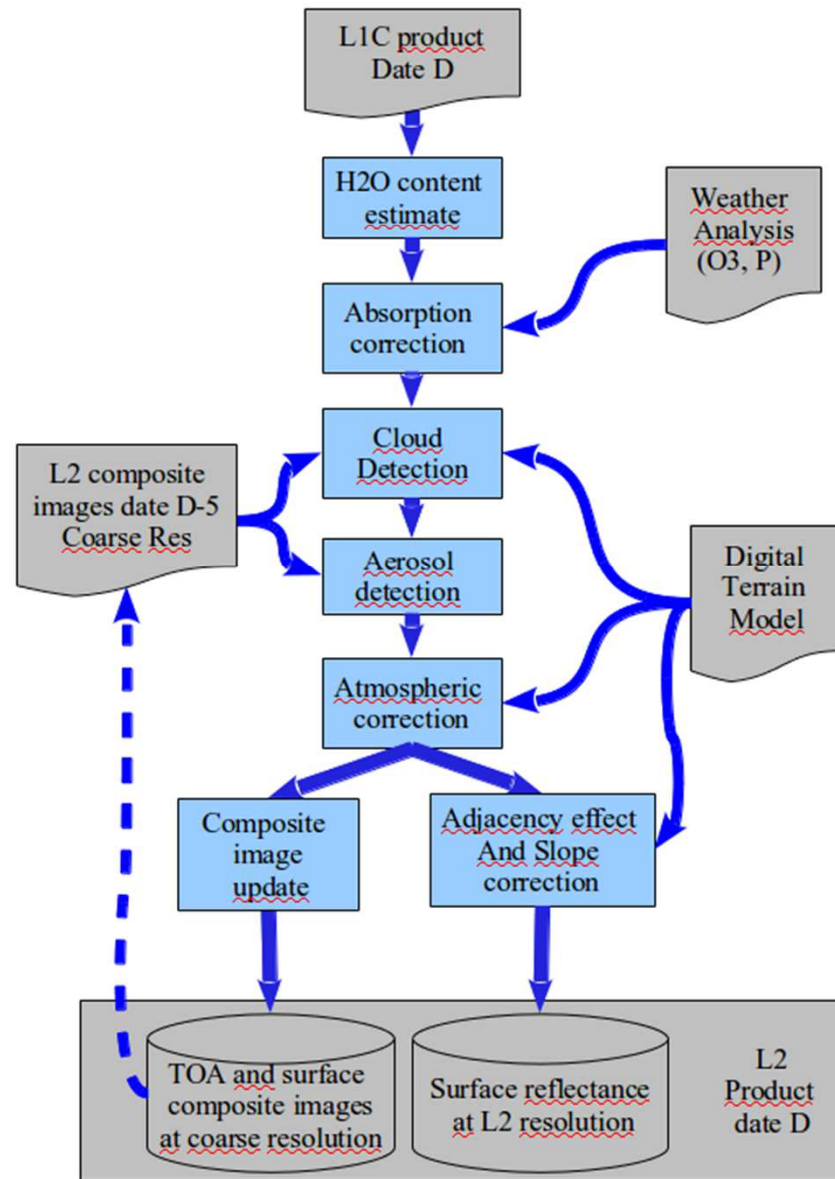 L1C product
Date D
H2O content
estimate
Weather
Analysis
(O3, P)
Absorption
correction
Cloud
Detection
L2 composite
images date D-5
Coarse Res
Aerosol
detection
Digital
Terrain
Model
Atmospheric
correction
Composite
image
update
Adjacency effect
And Slope
correction
TOA and surface
composite images
at coarse resolution
Surface reflectance
at L2 resolution
L2
Product
date D